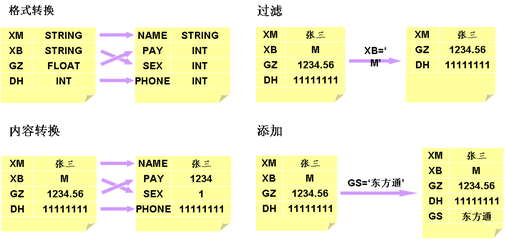 格式转换
XM STRING
XB STRING
GZ FLOAT
DH INT
NAME STRING
PAY INT
SEX INT
PHONE INT
过滤
XM 张三
XB M
GZ 1234.56
DH 11111111
XB='
M'
XM 张三
GZ 1234.56
DH 11111111
内容转换
XM 张三
XB M
GZ 1234.56
DH 11111111
NAME 张三
PAY 1234
SEX 1
PHONE 11111111
添加
XM 张三
XB M
GZ 1234.56
DH 11111111
GS='东方通'
XM 张三
XB M
GZ 1234.56
DH 11111111
GS 东方通